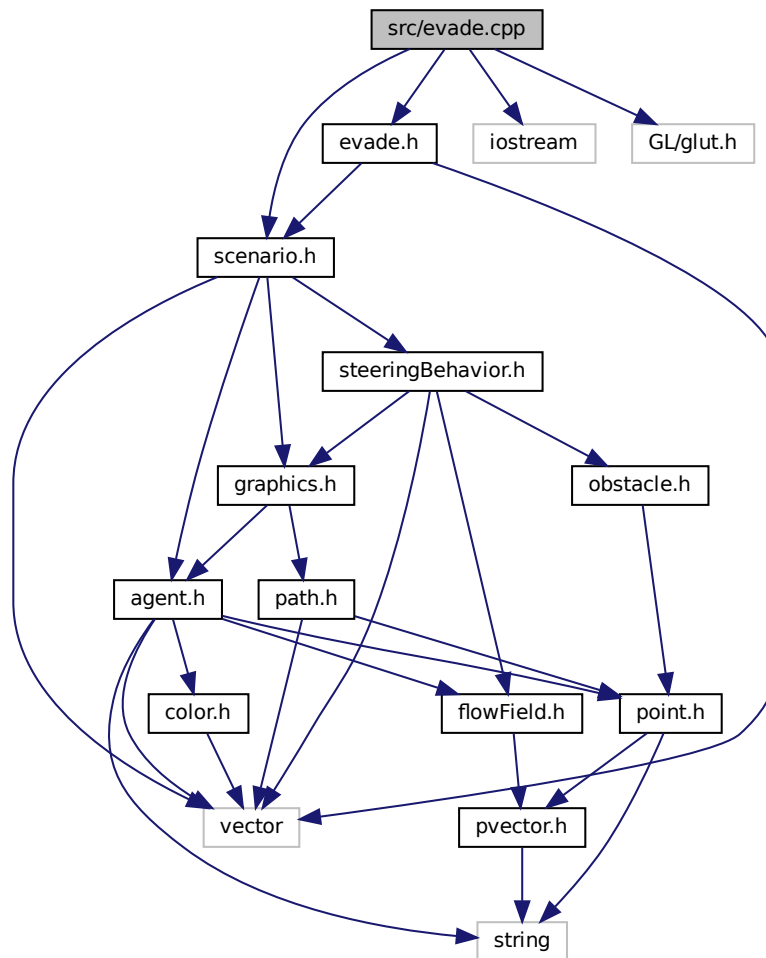 src/evade.cpp
evade.h
iostream
GL/glut.h
scenario.h
steeringBehavior.h
graphics.h
obstacle.h
agent.h
path.h
color.h
flowField.h
point.h
vector
pvector.h
string